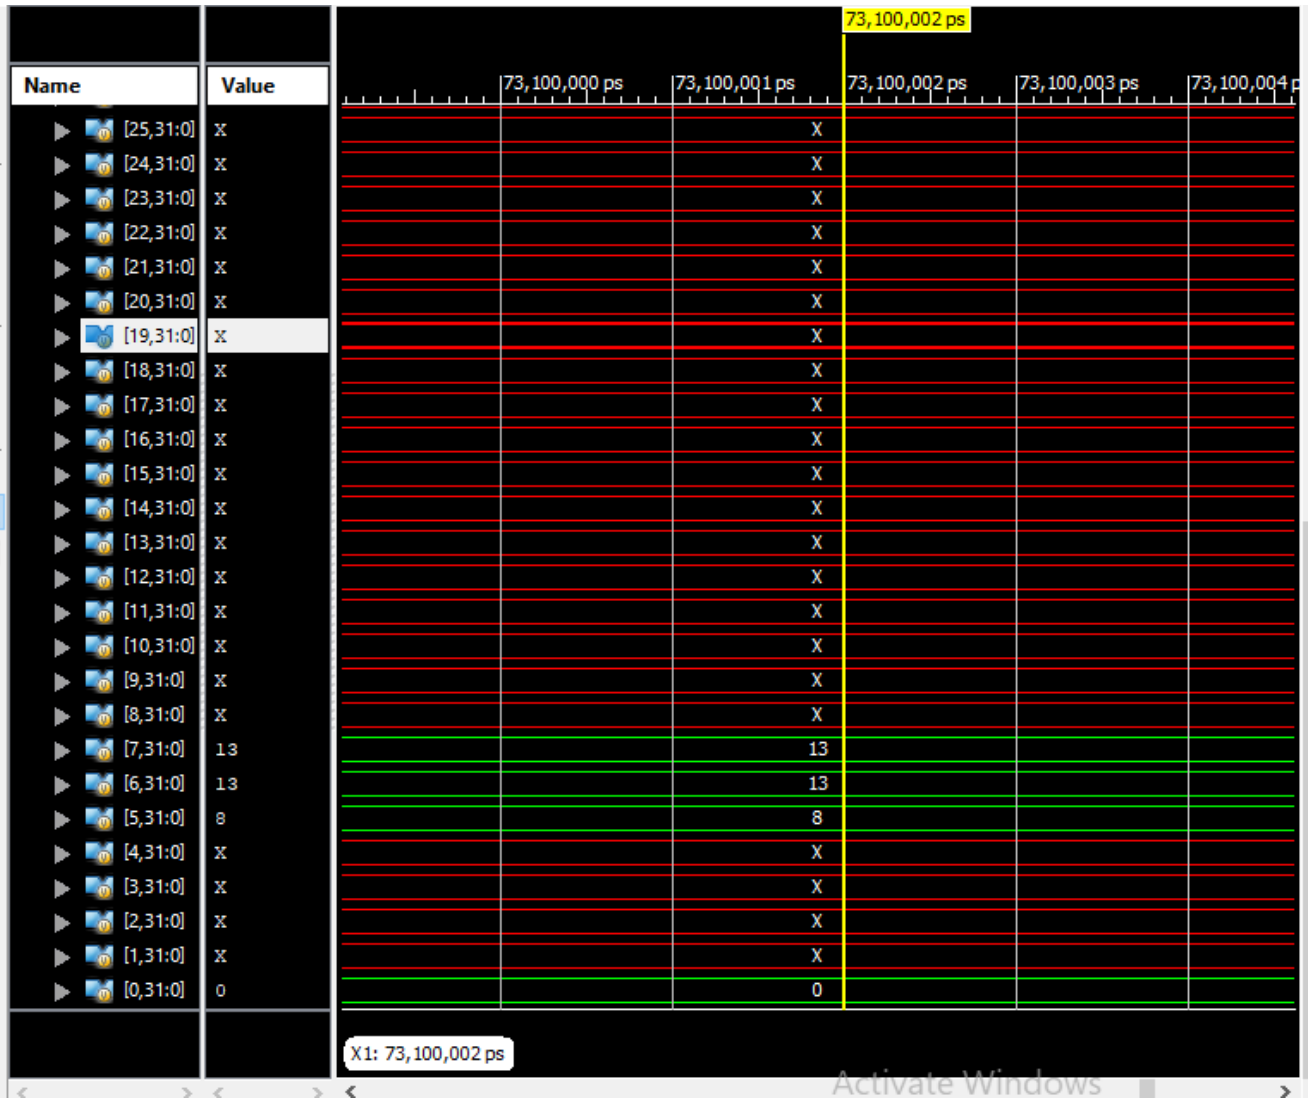 73,100,002 ps
Name Value 73,100,000 ps 73,100,001 ps 73,100,002 ps 73,100,003 ps 73,100,004 p
[25,31:0] X X
[24,31:0] X X
[23,31:0] X X
[22,31:0] X X
[21,31:0] X X
[20,31:0] X X
[19,31:0] X X
[18,31:0] X X
[17,31:0] X X
[16,31:0] X X
[15,31:0] X X
[14,31:0] X X
[13,31:0] X X
[12,31:0] X X
[11,31:0] X X
[10,31:0] X X
[9,31:0] X X
[8,31:0] X X
[7,31:0] 13 13
[6,31:0] 13 13
[5,31:0] 8 8
[4,31:0] X X
[3,31:0] X X
[2,31:0] X X
[1,31:0] X X
[0,31:0] 0 0
X1: 73,100,002 ps
Activate Windows